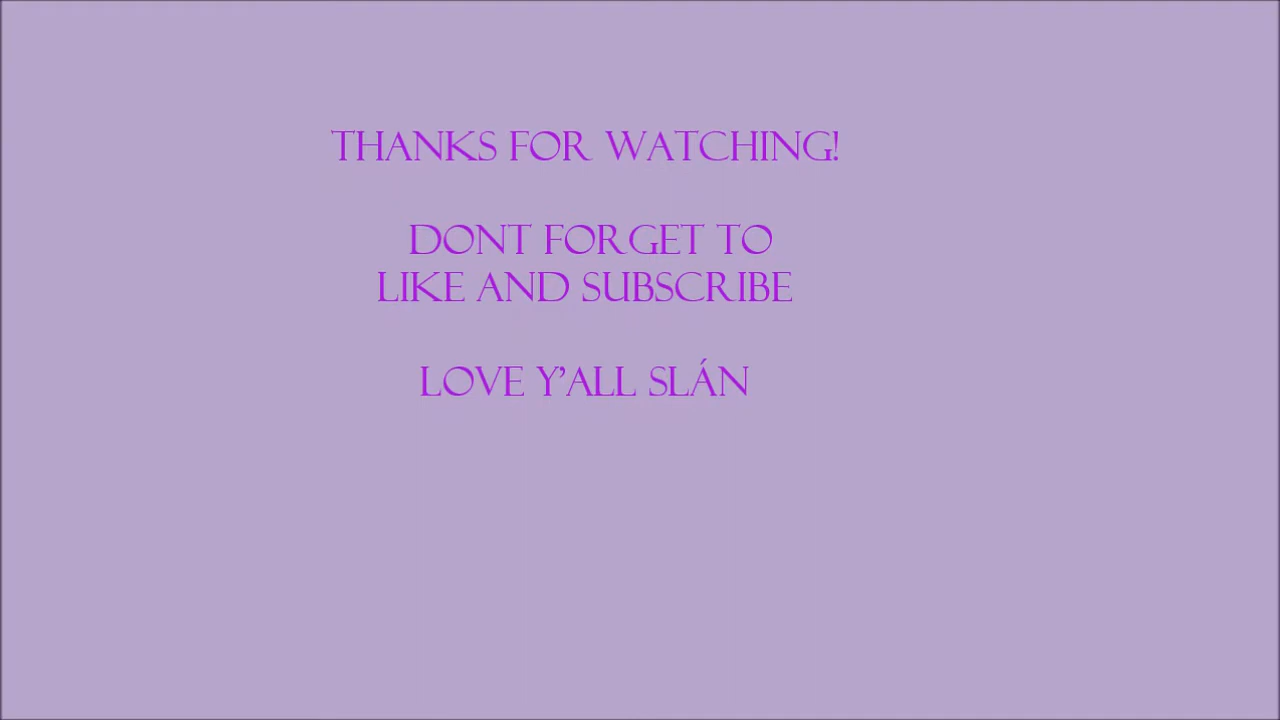 THANKS FOR WATCHING!
DONT FORGET TO
LIKE AND SUBSCRIBE
LOVE Y'ALL SLÁN